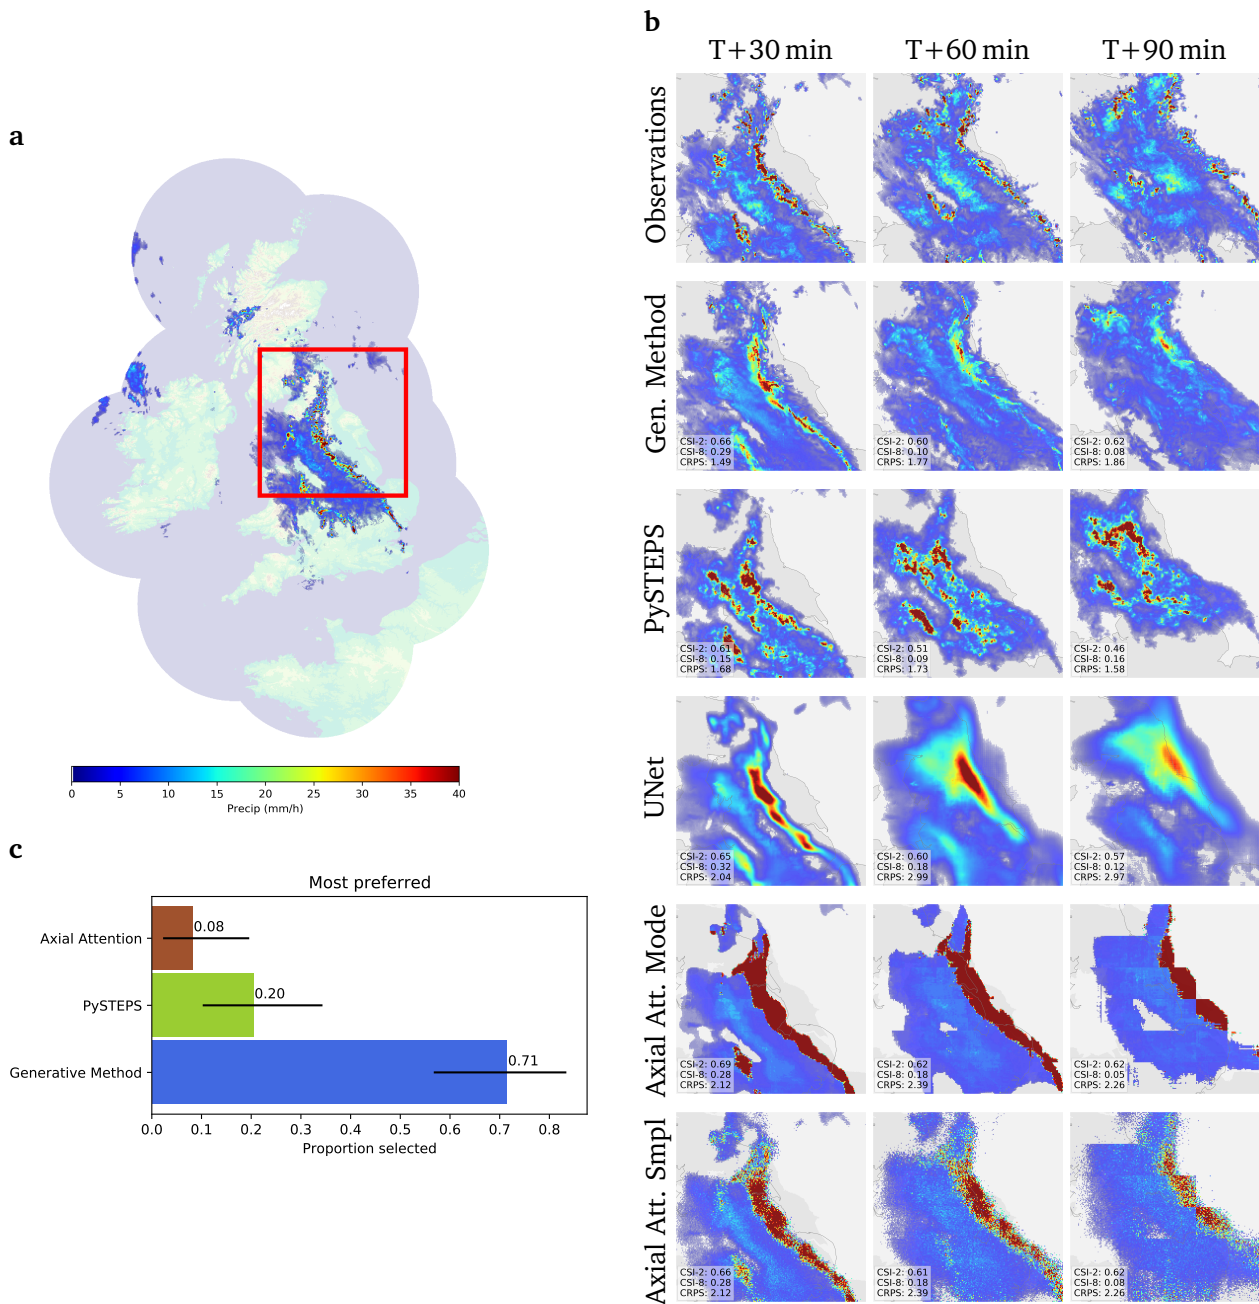 a
0 5 10 15 20 25 30 35 40
Precip (mm/h)
b
T+30 min T+60 min T+90 min
Observations
Gen. Method
CSI-2: 0.66
CSI-8: 0.29
CRPS: 1.49
CSI-2: 0.60
CSI-8: 0.10
CRPS: 1.77
CSI-2: 0.62
CSI-8: 0.08
CRPS: 1.86
PySTEPS
CSI-2: 0.61
CSI-8: 0.15
CRPS: 1.68
CSI-2: 0.51
CSI-8: 0.09
CRPS: 1.73
CSI-2: 0.46
CSI-8: 0.16
CRPS: 1.58
UNet
CSI-2: 0.65
CSI-8: 0.32
CRPS: 2.04
CSI-2: 0.60
CSI-8: 0.18
CRPS: 2.99
CSI-2: 0.57
CSI-8: 0.12
CRPS: 2.97
Axial Att. Mode
CSI-2: 0.69
CSI-8: 0.28
CRPS: 2.12
CSI-2: 0.62
CSI-8: 0.18
CRPS: 2.39
CSI-2: 0.62
CSI-8: 0.05
CRPS: 2.26
Axial Att. Smpl
CSI-2: 0.66
CSI-8: 0.28
CRPS: 2.12
CSI-2: 0.61
CSI-8: 0.18
CRPS: 2.39
CSI-2: 0.62
CSI-8: 0.08
CRPS: 2.26
c
Most preferred
Axial Attention 0.08
PySTEPS 0.20
Generative Method 0.71
0.0 0.1 0.2 0.3 0.4 0.5 0.6 0.7 0.8
Proportion selected